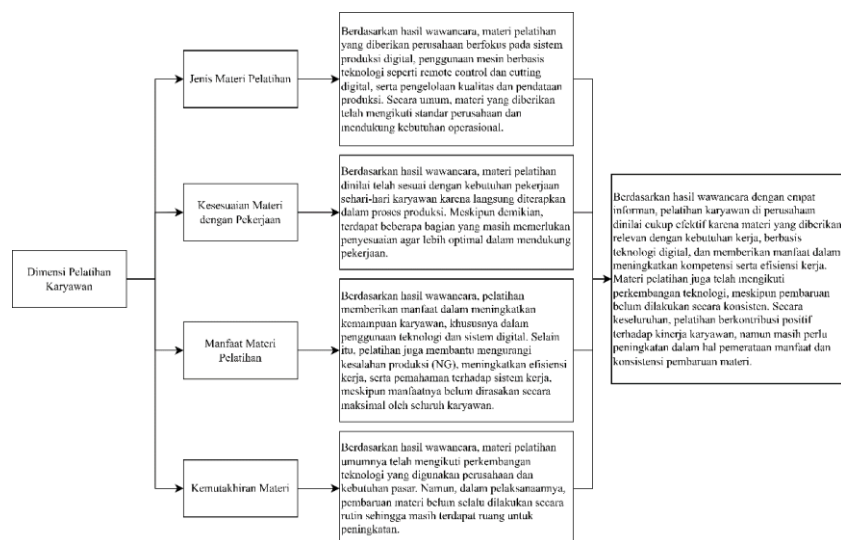 Dimensi Pelatihan
Karyawan
Jenis Materi Pelatihan
Berdasarkan hasil wawancara, materi pelatihan
yang diberikan perusahaan berfokus pada sistem
produksi digital, penggunaan mesin berbasis
teknologi seperti remote control dan cutting
digital, serta pengelolaan kualitas dan pendataan
produksi. Secara umum, materi yang diberikan
telah mengikuti standar perusahaan dan
mendukung kebutuhan operasional.
Kesesuaian Materi
dengan Pekerjaan
Berdasarkan hasil wawancara, materi pelatihan
dinilai telah sesuai dengan kebutuhan pekerjaan
sehari-hari karyawan karena langsung diterapkan
dalam proses produksi. Meskipun demikian,
terdapat beberapa bagian yang masih memerlukan
penyesuaian agar lebih optimal dalam mendukung
pekerjaan.
Manfaat Materi
Pelatihan
Berdasarkan hasil wawancara, pelatihan
memberikan manfaat dalam meningkatkan
kemampuan karyawan, khususnya dalam
penggunaan teknologi dan sistem digital. Selain
itu, pelatihan juga membantu mengurangi
kesalahan produksi (NG), meningkatkan efisiensi
kerja, serta pemahaman terhadap sistem kerja,
meskipun manfaatnya belum dirasakan secara
maksimal oleh seluruh karyawan.
Kemutakhiran Materi
Berdasarkan hasil wawancara, materi pelatihan
umumnya telah mengikuti perkembangan
teknologi yang digunakan perusahaan dan
kebutuhan pasar. Namun, dalam pelaksanaannya,
pembaruan materi belum selalu dilakukan secara
rutin sehingga masih terdapat ruang untuk
peningkatan.
Berdasarkan hasil wawancara dengan empat
informan, pelatihan karyawan di perusahaan
dinilai cukup efektif karena materi yang diberikan
relevan dengan kebutuhan kerja, berbasis
teknologi digital, dan memberikan manfaat dalam
meningkatkan kompetensi serta efisiensi kerja.
Materi pelatihan juga telah mengikuti
perkembangan teknologi, meskipun pembaruan
belum dilakukan secara konsisten. Secara
keseluruhan, pelatihan berkontribusi positif
terhadap kinerja karyawan, namun masih perlu
peningkatan dalam hal pemerataan manfaat dan
konsistensi pembaruan materi.